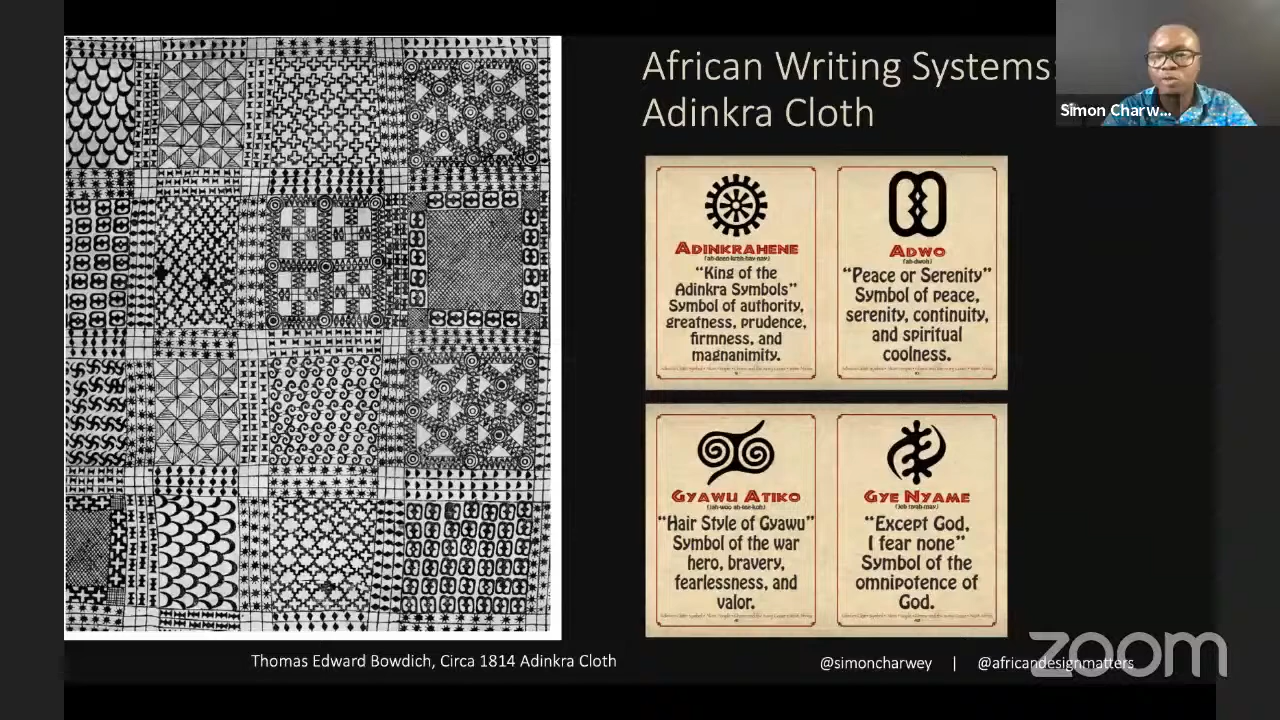 African Writing Systems:
Adinkra Cloth
Simon Charw...
ADINKRAHENE
"King of the
Adinkra Symbols"
Symbol of authority,
greatness, prudence,
firmness, and
magnanimity.
ADWO
"Peace or Serenity"
Symbol of peace,
serenity, continuity,
and spiritual
coolness.
GYAWU ATIKO
"Hair Style of Gyawu"
Symbol of the war
hero, bravery,
fearlessness, and
valor.
GYE NYAME
"Except God,
I fear none"
Symbol of the
omnipotence of
God.
Thomas Edward Bowdich, Circa 1814 Adinkra Cloth
@simoncharwey | @africandesignmatters
zoom